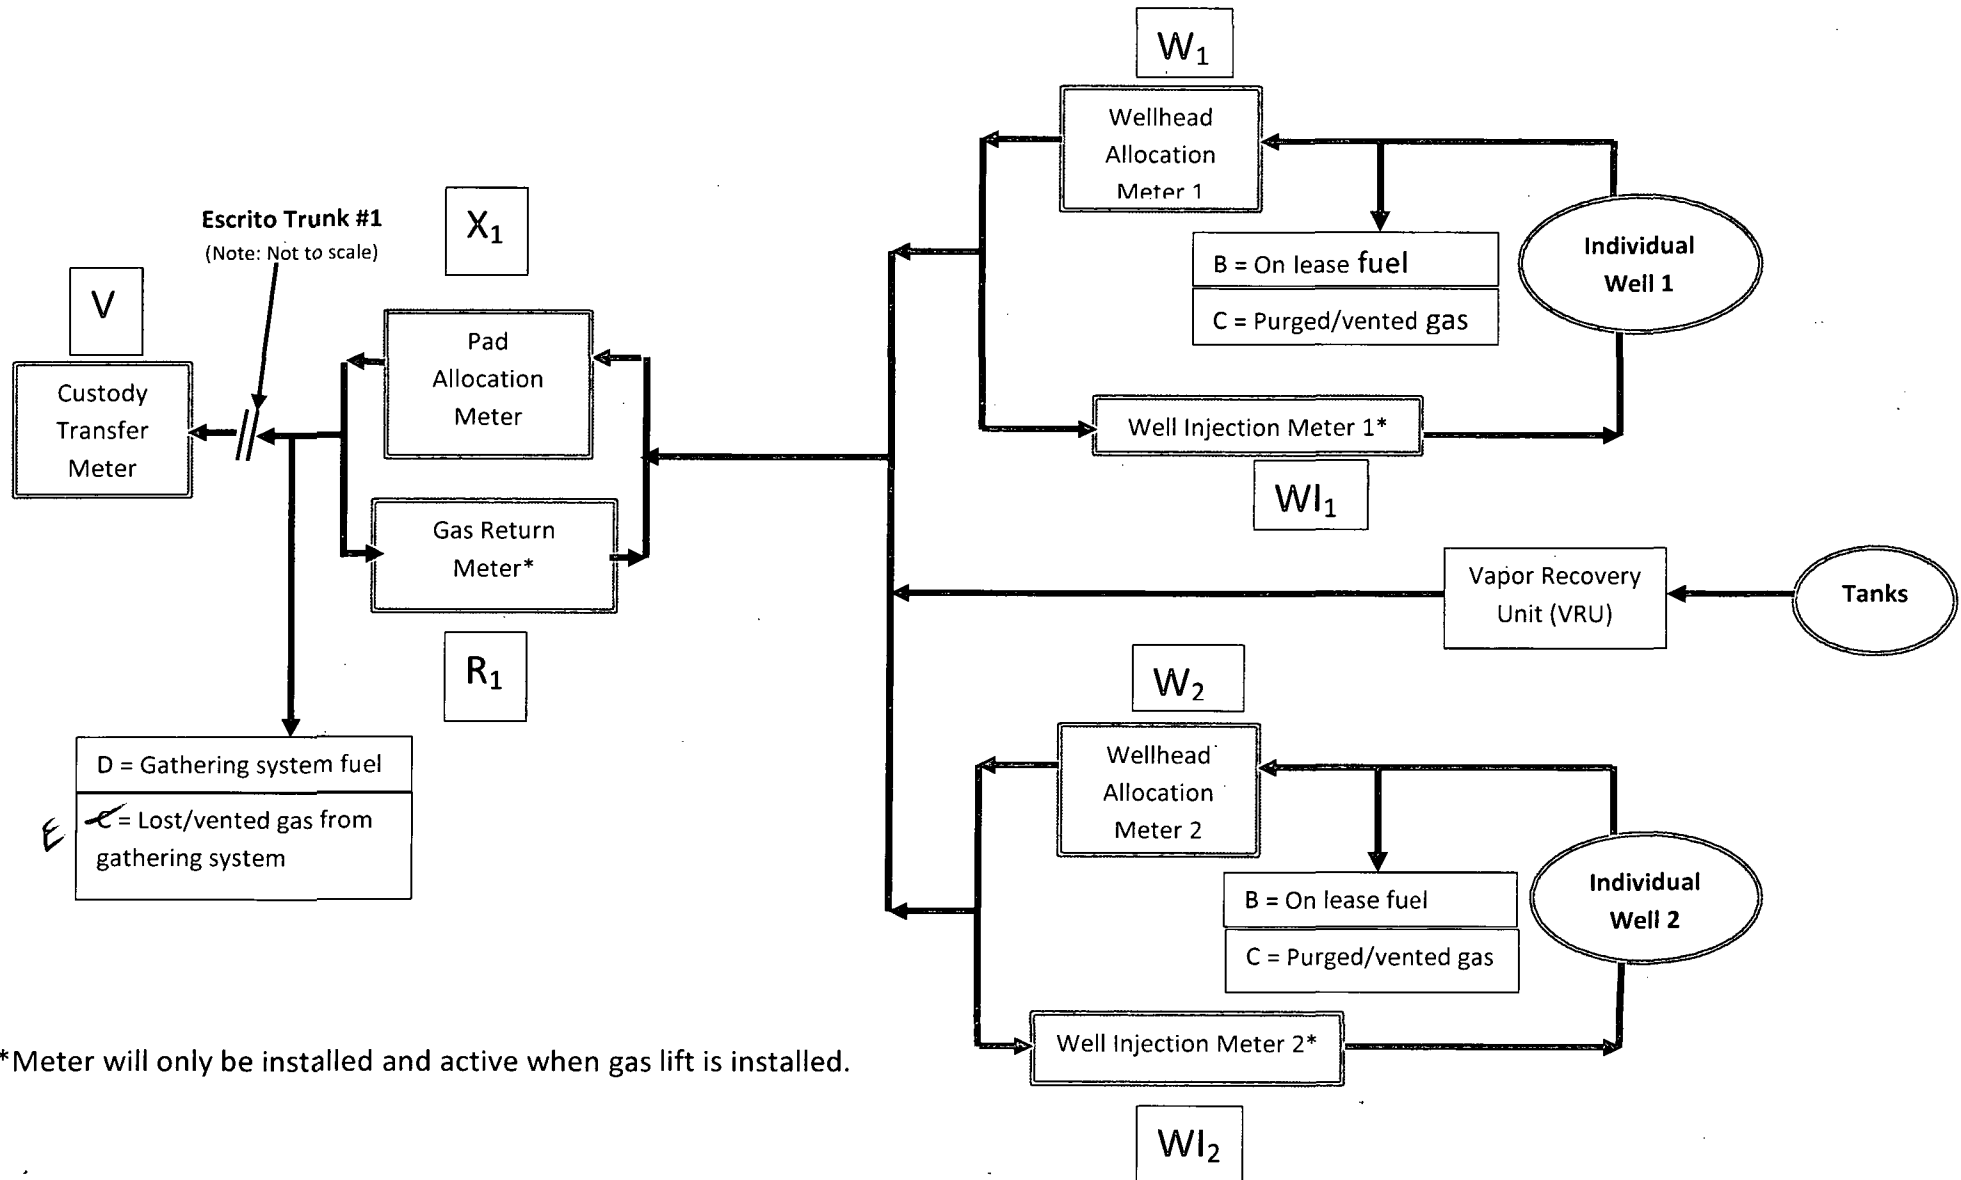 W₁
Wellhead
Allocation
Meter 1
B = On lease fuel
C = Purged/vented gas
Individual
Well 1
Well Injection Meter 1*
WI₁
Escrito Trunk #1
(Note: Not to scale)
X₁
V
Pad
Allocation
Meter
Custody
Transfer
Meter
Gas Return
Meter*
R₁
Vapor Recovery
Unit (VRU)
Tanks
D = Gathering system fuel
E
C = Lost/vented gas from
gathering system
W₂
Wellhead
Allocation
Meter 2
B = On lease fuel
C = Purged/vented gas
Individual
Well 2
Well Injection Meter 2*
WI₂
*Meter will only be installed and active when gas lift is installed.